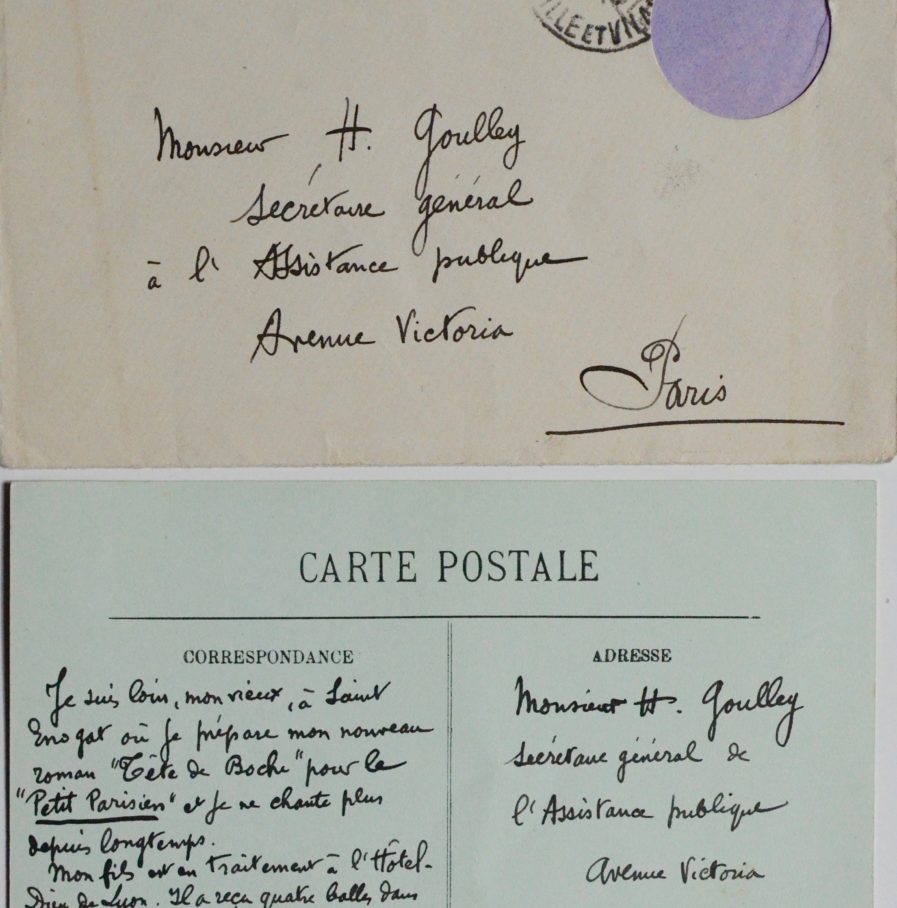 ILLE ET VILA
Monsieur H. Goulley
Secrétaire général
à l'Assistance publique
Avenue Victoria
Paris
CARTE POSTALE
CORRESPONDANCE
Je suis loin, mon vieux, à Saint
Enogat où je prépare mon nouveau
roman "Tête de Boche" pour le
"Petit Parisien" et je ne chante plus
depuis longtemps.
Mon fils est en traitement à l'Hôtel-
Dieu de Lyon. Il a reçu quatre balles dans
ADRESSE
Monsieur H. Goulley
Secrétaire général de
l'Assistance publique
Avenue Victoria